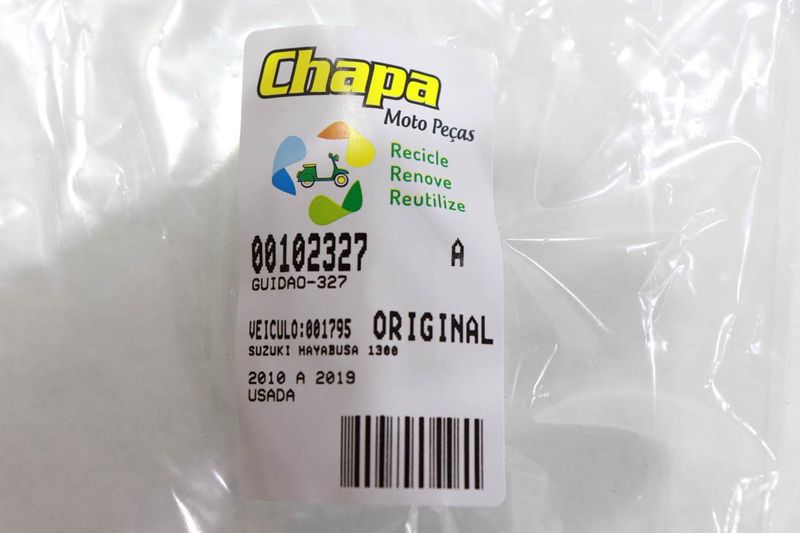 Chapa
Moto Peças
Recicle
Renove
Reutilize
00102327 A
GUIDAO-327
VEICULO:001795 ORIGINAL
SUZUKI HAYABUSA 1300
2010 A 2019
USADA